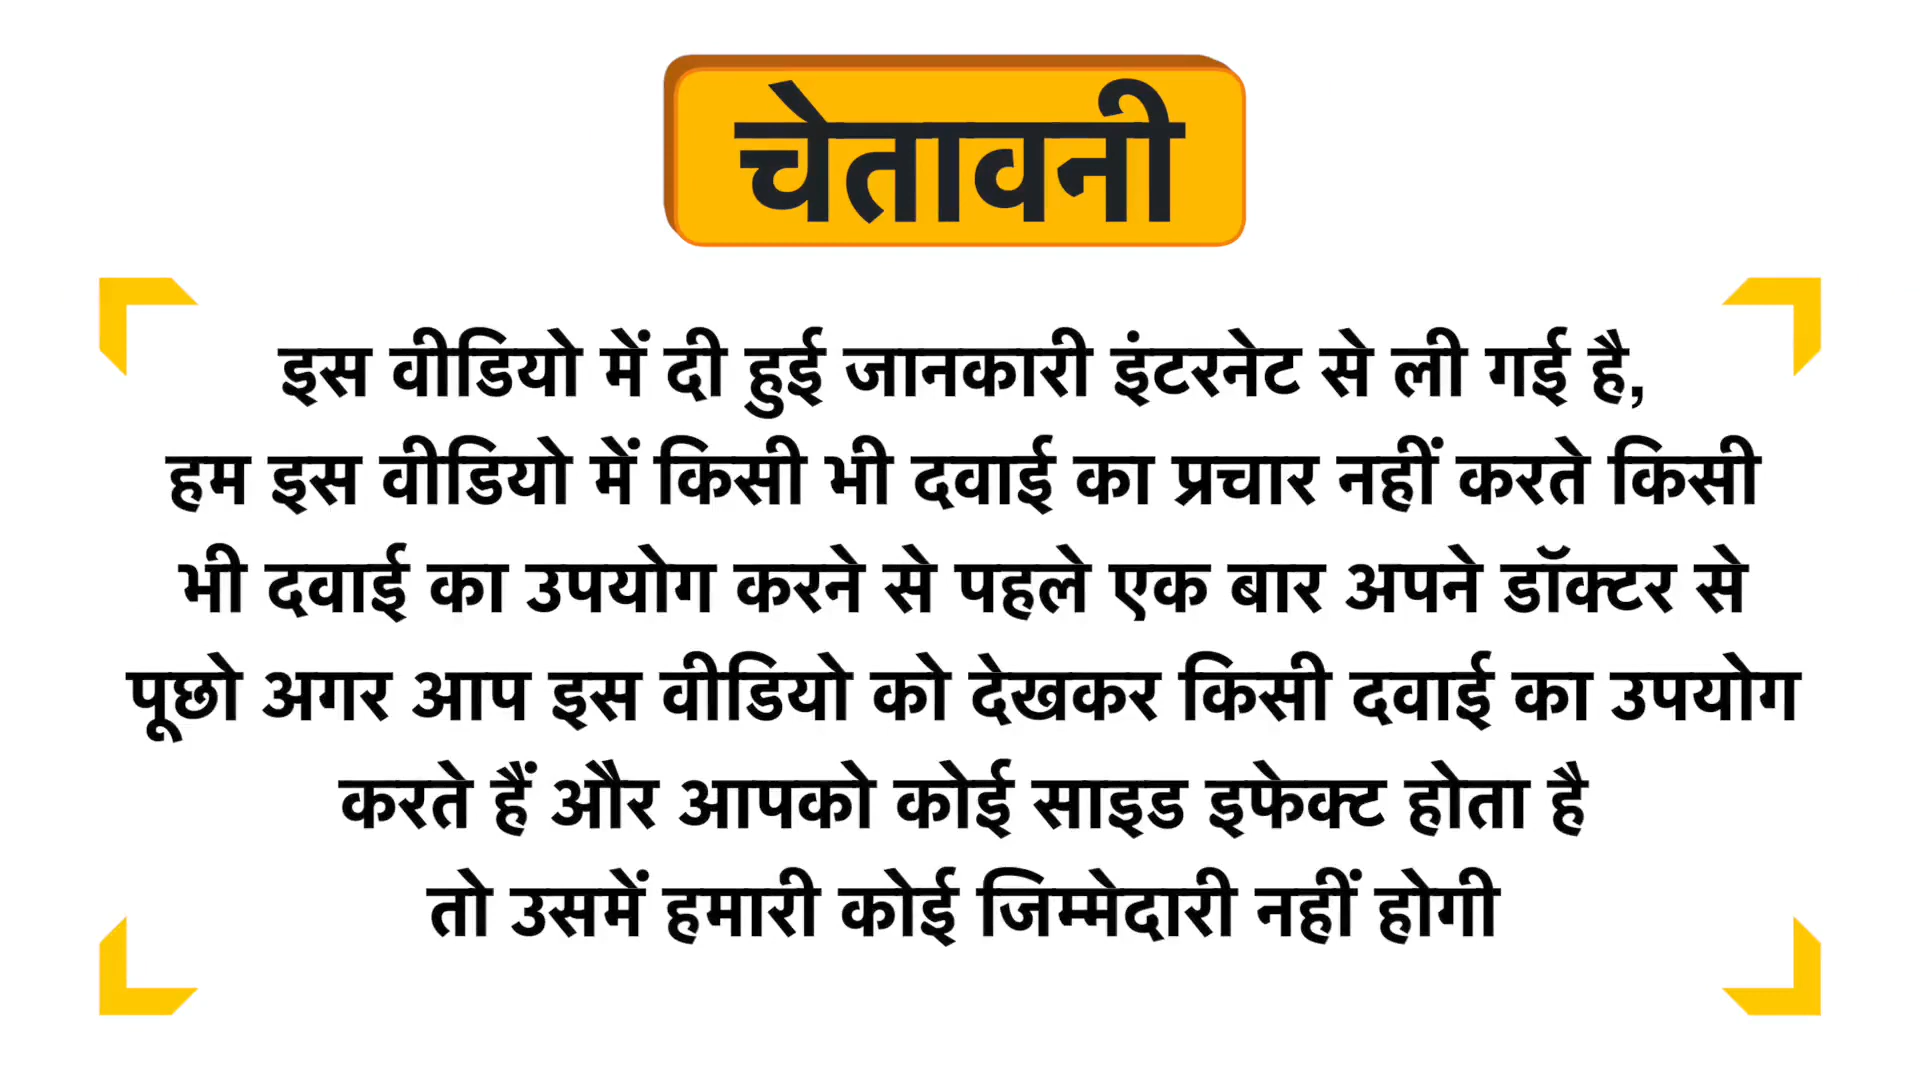 चेतावनी
इस वीडियो में दी हुई जानकारी इंटरनेट से ली गई है,
हम इस वीडियो में किसी भी दवाई का प्रचार नहीं करते किसी
भी दवाई का उपयोग करने से पहले एक बार अपने डॉक्टर से
पूछो अगर आप इस वीडियो को देखकर किसी दवाई का उपयोग
करते हैं और आपको कोई साइड इफेक्ट होता है
तो उसमें हमारी कोई जिम्मेदारी नहीं होगी